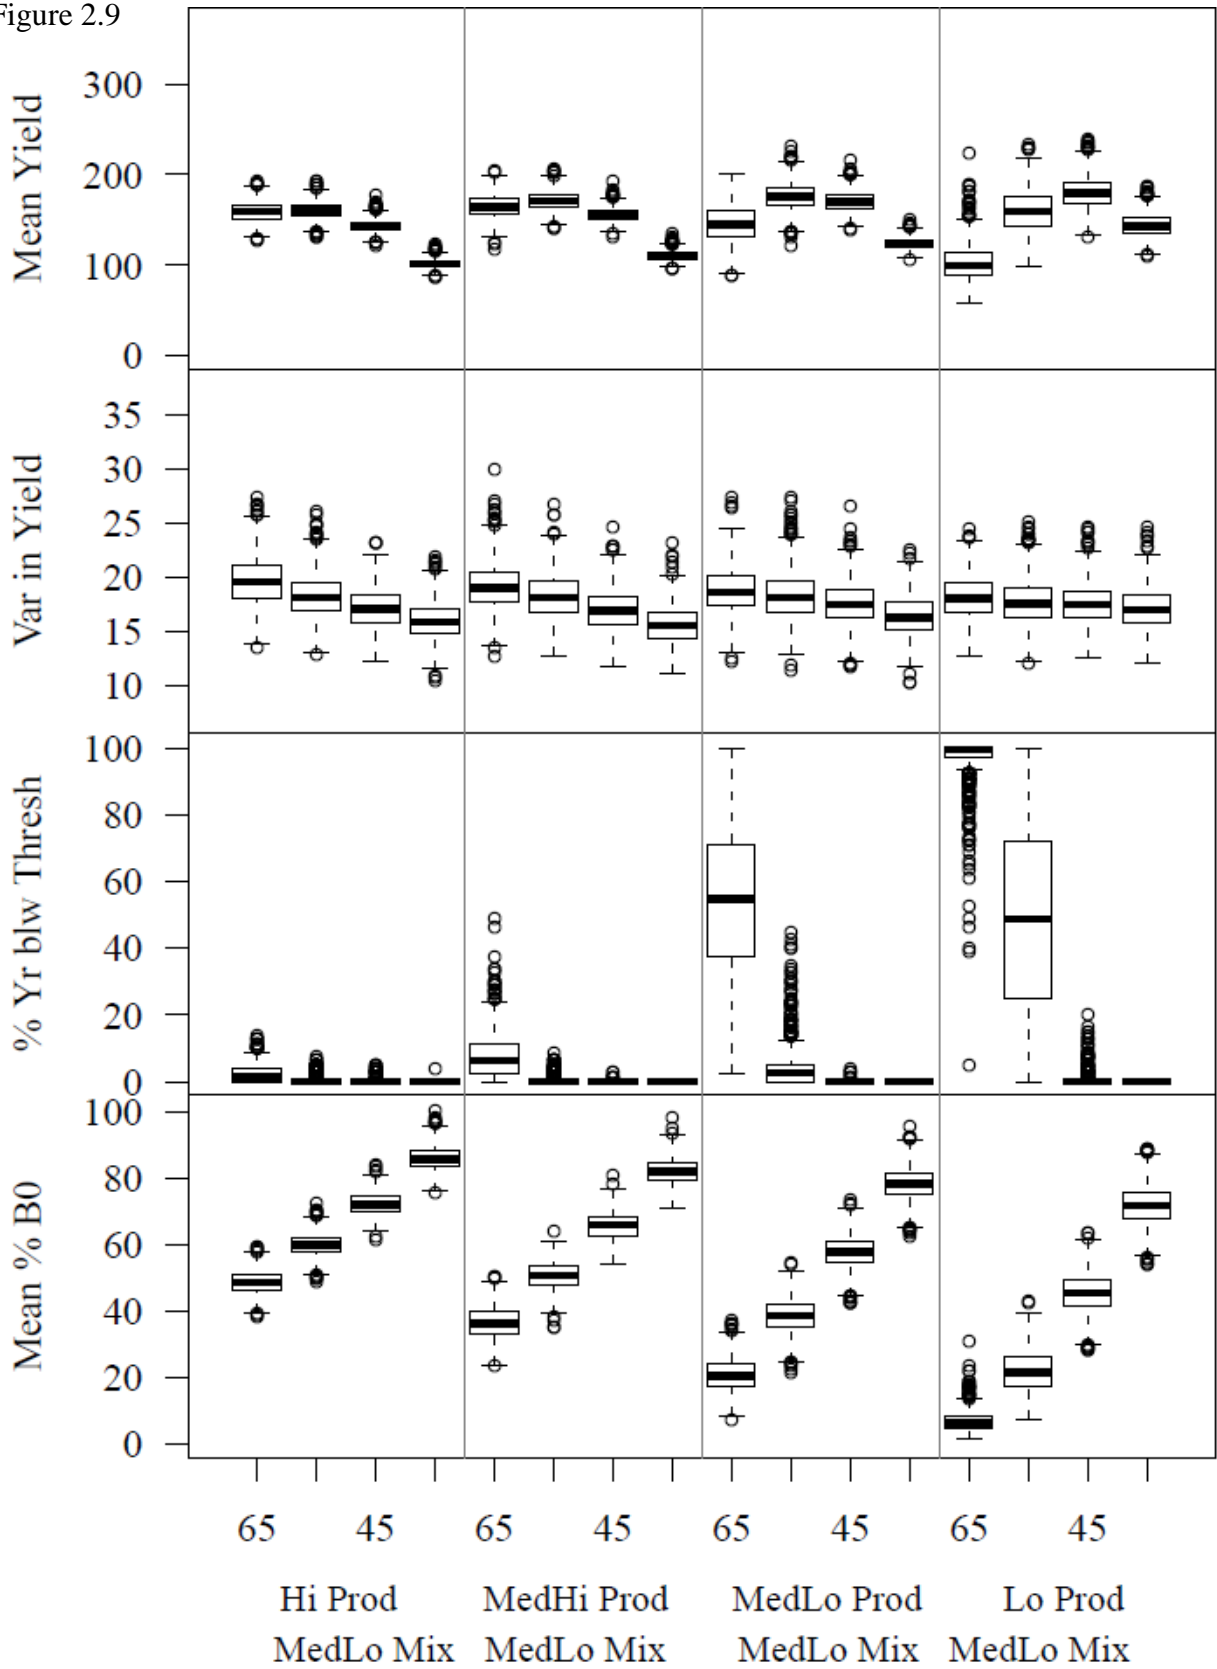 Figure 2.9
Mean Yield
300
200
100
0
Var in Yield
35
30
25
20
15
10
% Yr blw Thresh
100
80
60
40
20
0
Mean % B0
100
80
60
40
20
0
65 45 65 45 65 45 65 45
Hi Prod MedHi Prod MedLo Prod Lo Prod
MedLo Mix MedLo Mix MedLo Mix MedLo Mix